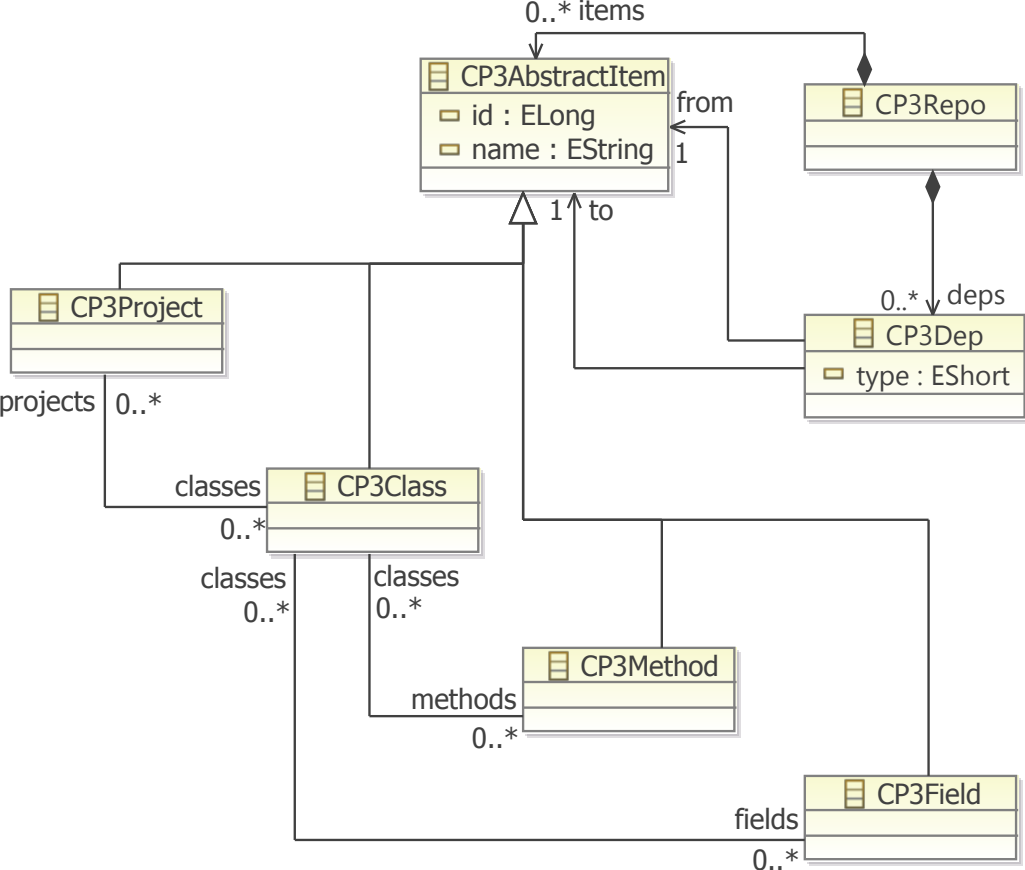 0..* items
CP3AbstractItem
id : ELong
name : EString
from
1
CP3Repo
1 to
CP3Project
0..* deps
CP3Dep
type : EShort
projects 0..*
classes
0..*
CP3Class
classes
0..*
classes
0..*
CP3Method
methods
0..*
CP3Field
fields
0..*